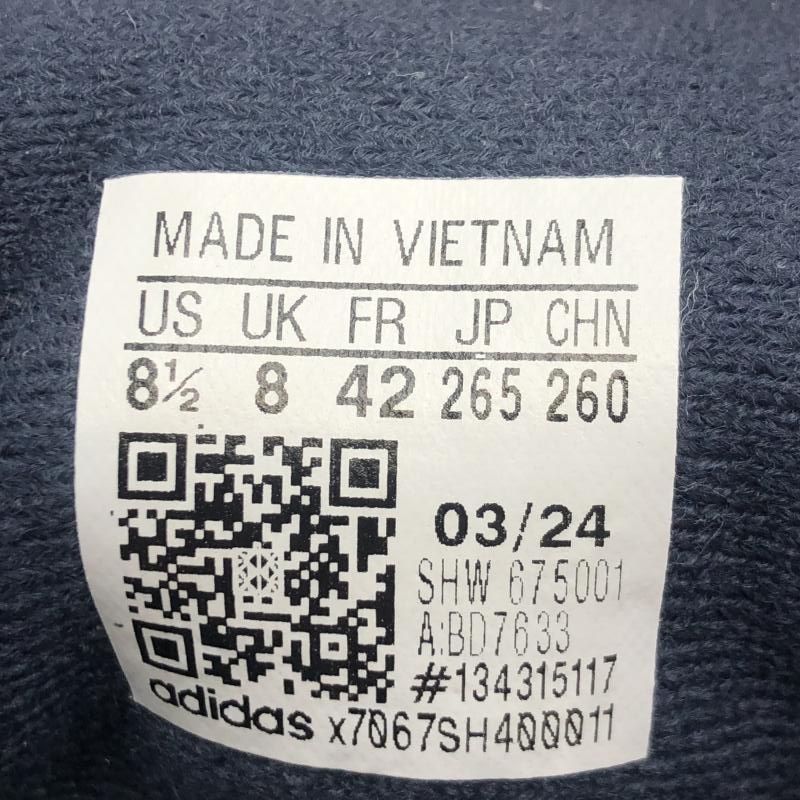 MADE IN VIETNAM
US UK FR JP CHN
8½ 8 42 265 260
03/24
SHW 675001
A:BD7633
#134315117
adidas x7067SH400011